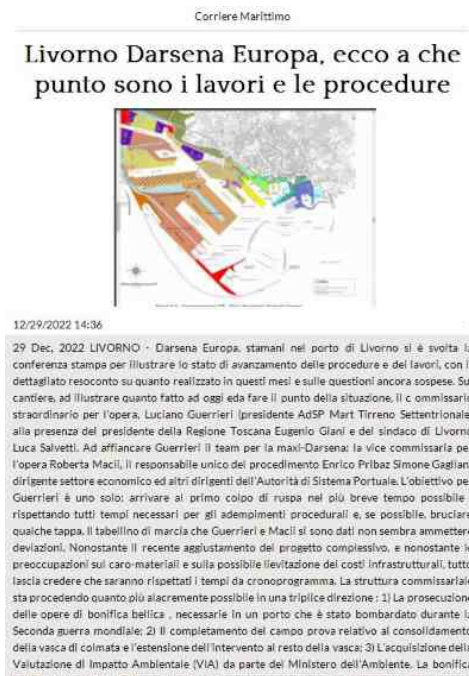 Corriere Marittimo
Livorno Darsena Europa, ecco a che
punto sono i lavori e le procedure
12/29/2022 14:36
29 Dec, 2022 LIVORNO - Darsena Europa, stamani nel porto di Livorno si è svolta la
conferenza stampa per illustrare lo stato di avanzamento delle procedure e dei lavori, con i
dettagliato resoconto su quanto realizzato in questi mesi e sulle questioni ancora sospese. Su
cantiere, ad illustrare quanto fatto ad oggi eda fare il punto della situazione, il c ommissario
straordinario per l'opera, Luciano Guerrieri (presidente AdSP Mart Tirreno Settentrionale
alla presenza del presidente della Regione Toscana Eugenio Giani e del sindaco di Livorno
Luca Salvetti. Ad affiancare Guerrieri il team per la maxi-Darsena: la vice commissaria pe
l'opera Roberta Macii, il responsabile unico del procedimento Enrico Pribaz Simone Gaglian
dirigente settore economico ed altri dirigenti dell'Autorità di Sistema Portuale. L'obiettivo pe
Guerrieri è uno solo: arrivare al primo colpo di ruspa nel più breve tempo possibile
rispettando tutti tempi necessari per gli adempimenti procedurali e, se possibile, bruciare
qualche tappa. Il tabellino di marcia che Guerrieri e Macii si sono dati non sembra ammettere
deviazioni. Nonostante il recente aggiustamento del progetto complessivo, e nonostante le
preoccupazioni sul caro-materiali e sulla possibile lievitazione dei costi infrastrutturali, tutto
lascia credere che saranno rispettati i tempi da cronoprogramma. La struttura commissariale
sta procedendo quanto più alacremente possibile in una triplice direzione : 1) La prosecuzione
delle opere di bonifica bellica , necessarie in un porto che è stato bombardato durante la
Seconda guerra mondiale; 2) Il completamento del campo prova relativo al consolidamento
della vasca di colmata e l'estensione dell'intervento al resto della vasca; 3) L'acquisizione della
Valutazione di Impatto Ambientale (VIA) da parte del Ministero dell'Ambiente. La bonifica